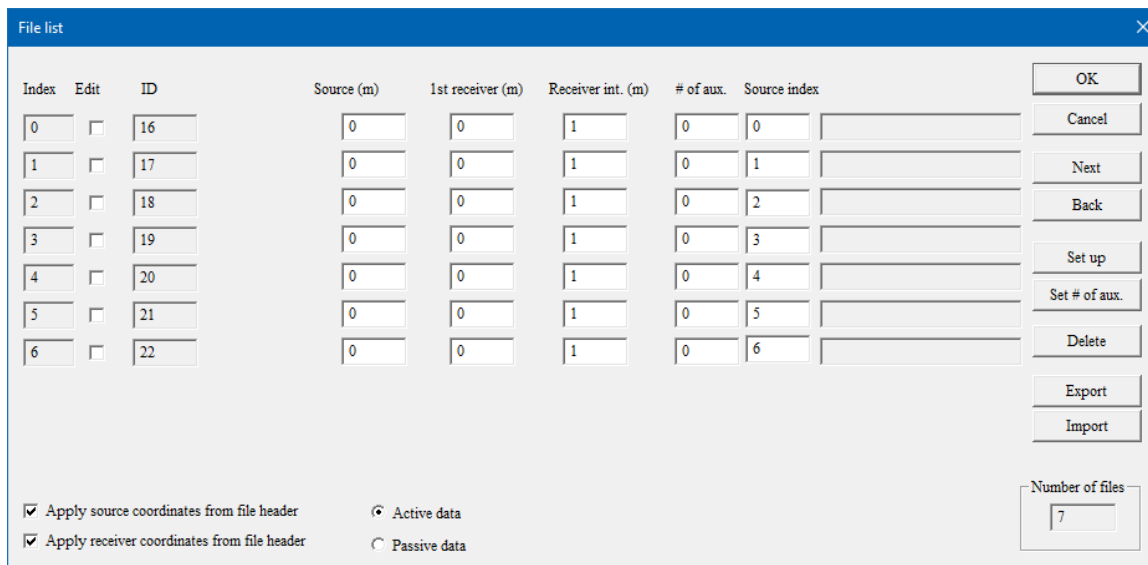 File list
Index Edit ID Source (m) 1st receiver (m) Receiver int. (m) # of aux. Source index
OK
0 16 0 0 1 0 0
Cancel
1 17 0 0 1 0 1
Next
2 18 0 0 1 0 2
Back
3 19 0 0 1 0 3
Set up
4 20 0 0 1 0 4
Set # of aux.
5 21 0 0 1 0 5
Delete
6 22 0 0 1 0 6
Export
Import
Number of files
7
Apply source coordinates from file header Active data
Apply receiver coordinates from file header Passive data